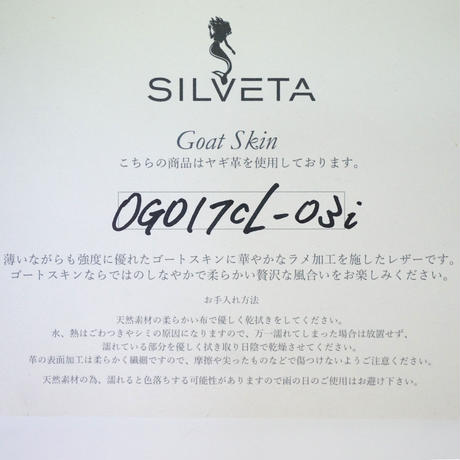 SILVETA
Goat Skin
こちらの商品はヤギ革を使用しております。
OG017CL-03i
薄いながらも強度に優れたゴートスキンに華やかなラメ加工を施したレザーです。
ゴートスキンならではのしなやかで柔らかい贅沢な風合いをお楽しみください。
お手入れ方法
天然素材の柔らかい布で優しく乾拭きをしてください。
水、熱はごわつきやシミの原因になりますので、万一濡れてしまった場合は放置せず、
濡れている部分を優しく拭き取り日陰で乾燥させてください。
革の表面加工は柔らかく繊細ですので、摩擦や尖ったものなどで傷つけないようご注意ください。
天然素材の為、濡れると色落ちする可能性がありますので雨の日のご使用はお避け下さい。